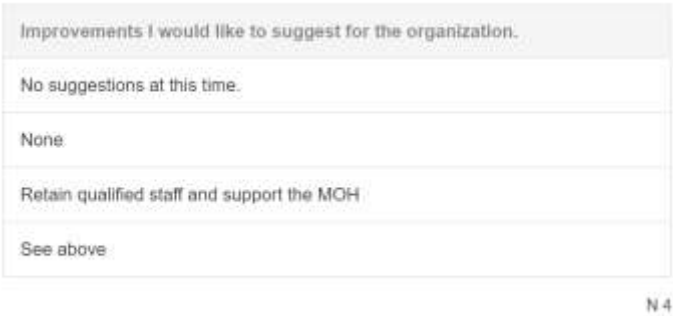 Improvements I would like to suggest for the organization.
No suggestions at this time.
None
Retain qualified staff and support the MOH
See above
N 4